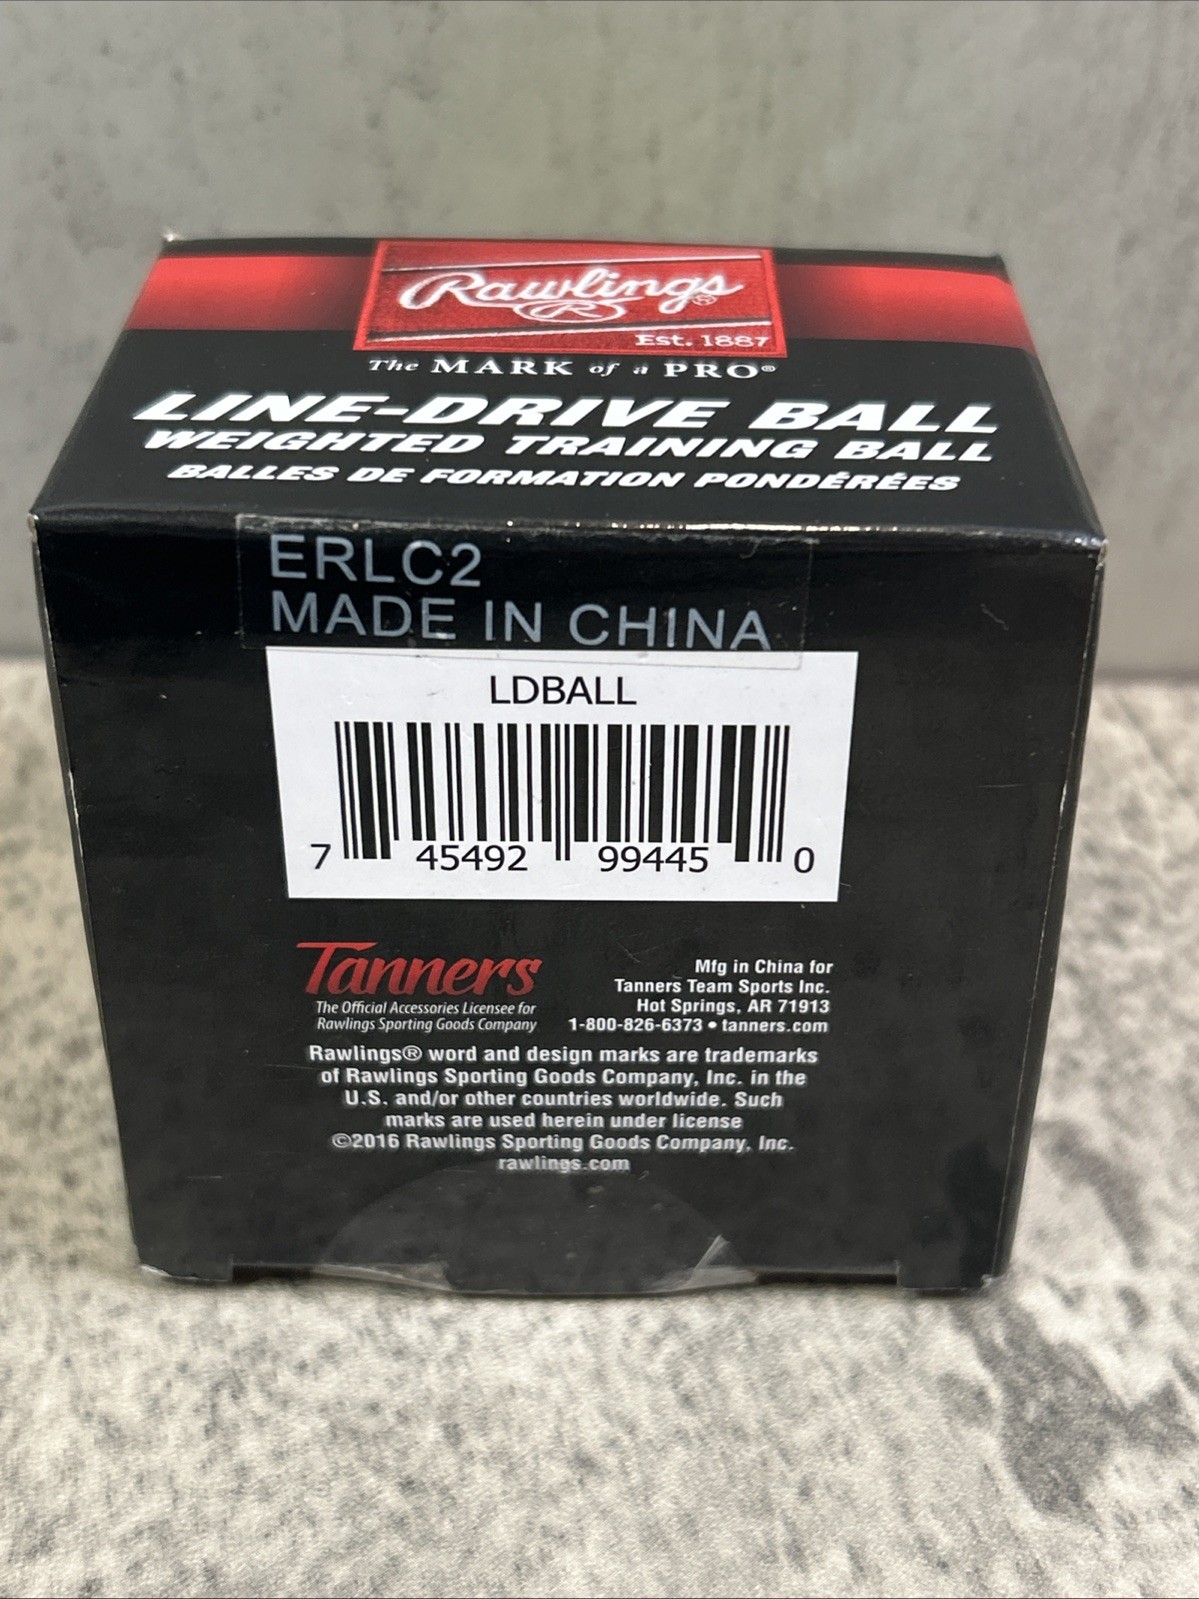 Rawlings®
R
Est. 1887
The MARK of a PRO®
LINE-DRIVE BALL
WEIGHTED TRAINING BALL
BALLES DE FORMATION PONDÉRÉES
ERLC2
MADE IN CHINA
LDBALL
7 45492 99445 0
Tanners
The Official Accessories Licensee for
Rawlings Sporting Goods Company
Mfg in China for
Tanners Team Sports Inc.
Hot Springs, AR 71913
1-800-826-6373 • tanners.com
Rawlings® word and design marks are trademarks
of Rawlings Sporting Goods Company, Inc. in the
U.S. and/or other countries worldwide. Such
marks are used herein under license
©2016 Rawlings Sporting Goods Company, Inc.
rawlings.com